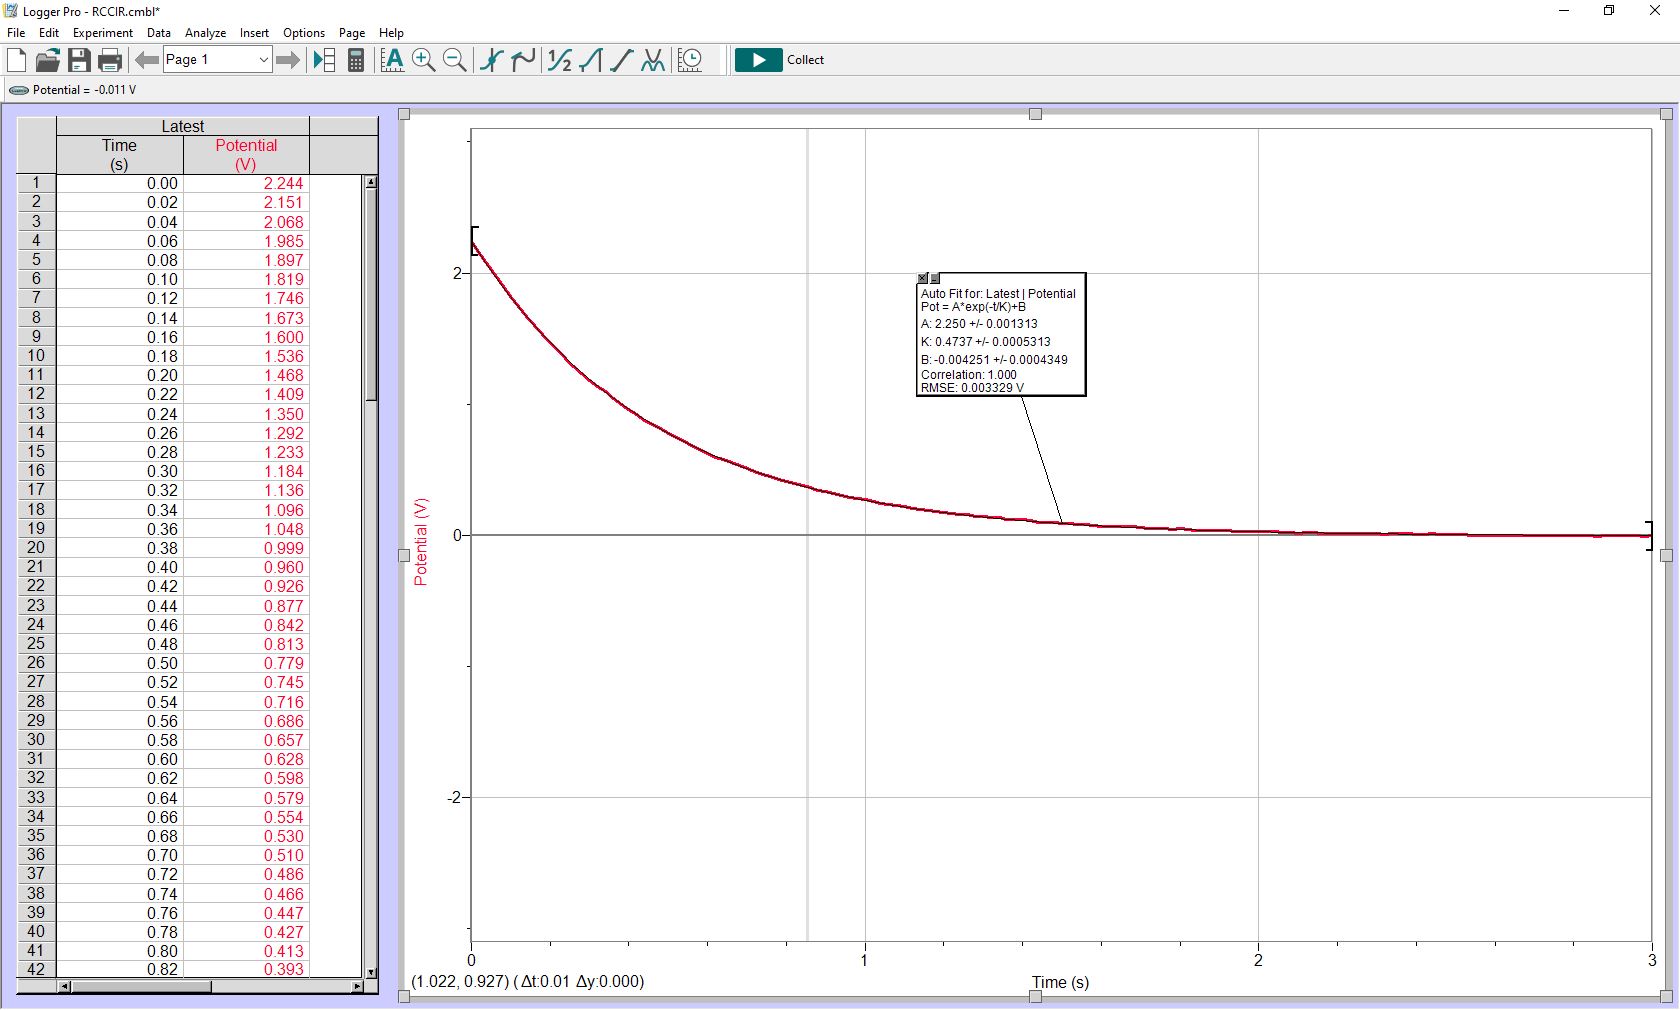 Logger Pro - RCCIR.cmbl*
File Edit Experiment Data Analyze Insert Options Page Help
Page 1
Collect
Potential = -0.011 V
Latest
Time Potential
(s) (V)
1 0.00 2.244
2 0.02 2.151
3 0.04 2.068
4 0.06 1.985
5 0.08 1.897
6 0.10 1.819
7 0.12 1.746
8 0.14 1.673
9 0.16 1.600
10 0.18 1.536
11 0.20 1.468
12 0.22 1.409
13 0.24 1.350
14 0.26 1.292
15 0.28 1.233
16 0.30 1.184
17 0.32 1.136
18 0.34 1.096
19 0.36 1.048
20 0.38 0.999
21 0.40 0.960
22 0.42 0.926
23 0.44 0.877
24 0.46 0.842
25 0.48 0.813
26 0.50 0.779
27 0.52 0.745
28 0.54 0.716
29 0.56 0.686
30 0.58 0.657
31 0.60 0.628
32 0.62 0.598
33 0.64 0.579
34 0.66 0.554
35 0.68 0.530
36 0.70 0.510
37 0.72 0.486
38 0.74 0.466
39 0.76 0.447
40 0.78 0.427
41 0.80 0.413
42 0.82 0.393
Potential (V)
2
0
-2
Auto Fit for: Latest | Potential
Pot = A*exp(-t/K)+B
A: 2.250 +/- 0.001313
K: 0.4737 +/- 0.0005313
B: -0.004251 +/- 0.0004349
Correlation: 1.000
RMSE: 0.003329 V
0 1 2 3
(1.022, 0.927) ( Δt:0.01 Δy:0.000)
Time (s)